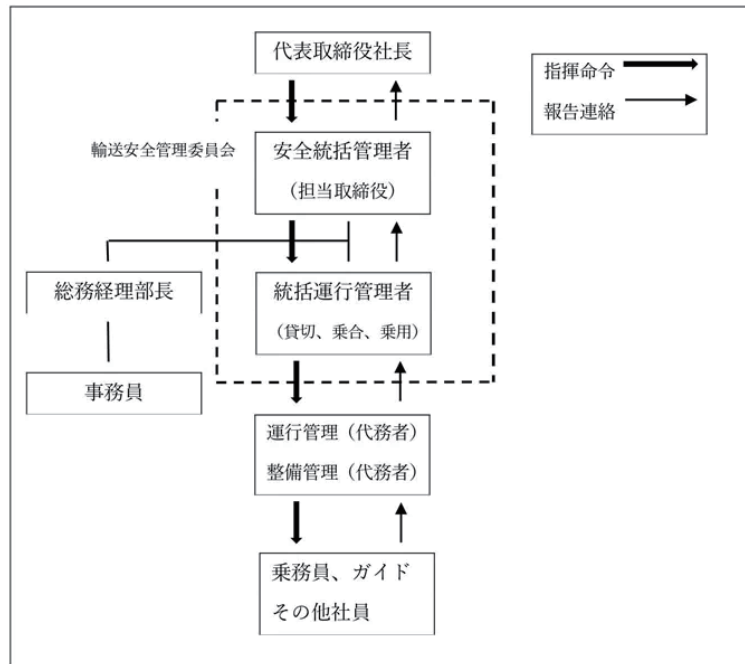 代表取締役社長
指揮命令
報告連絡
輸送安全管理委員会
安全統括管理者
（担当取締役）
総務経理部長
統括運行管理者
（貸切、乗合、乗用）
事務員
運行管理（代務者）
整備管理（代務者）
乗務員、ガイド
その他社員